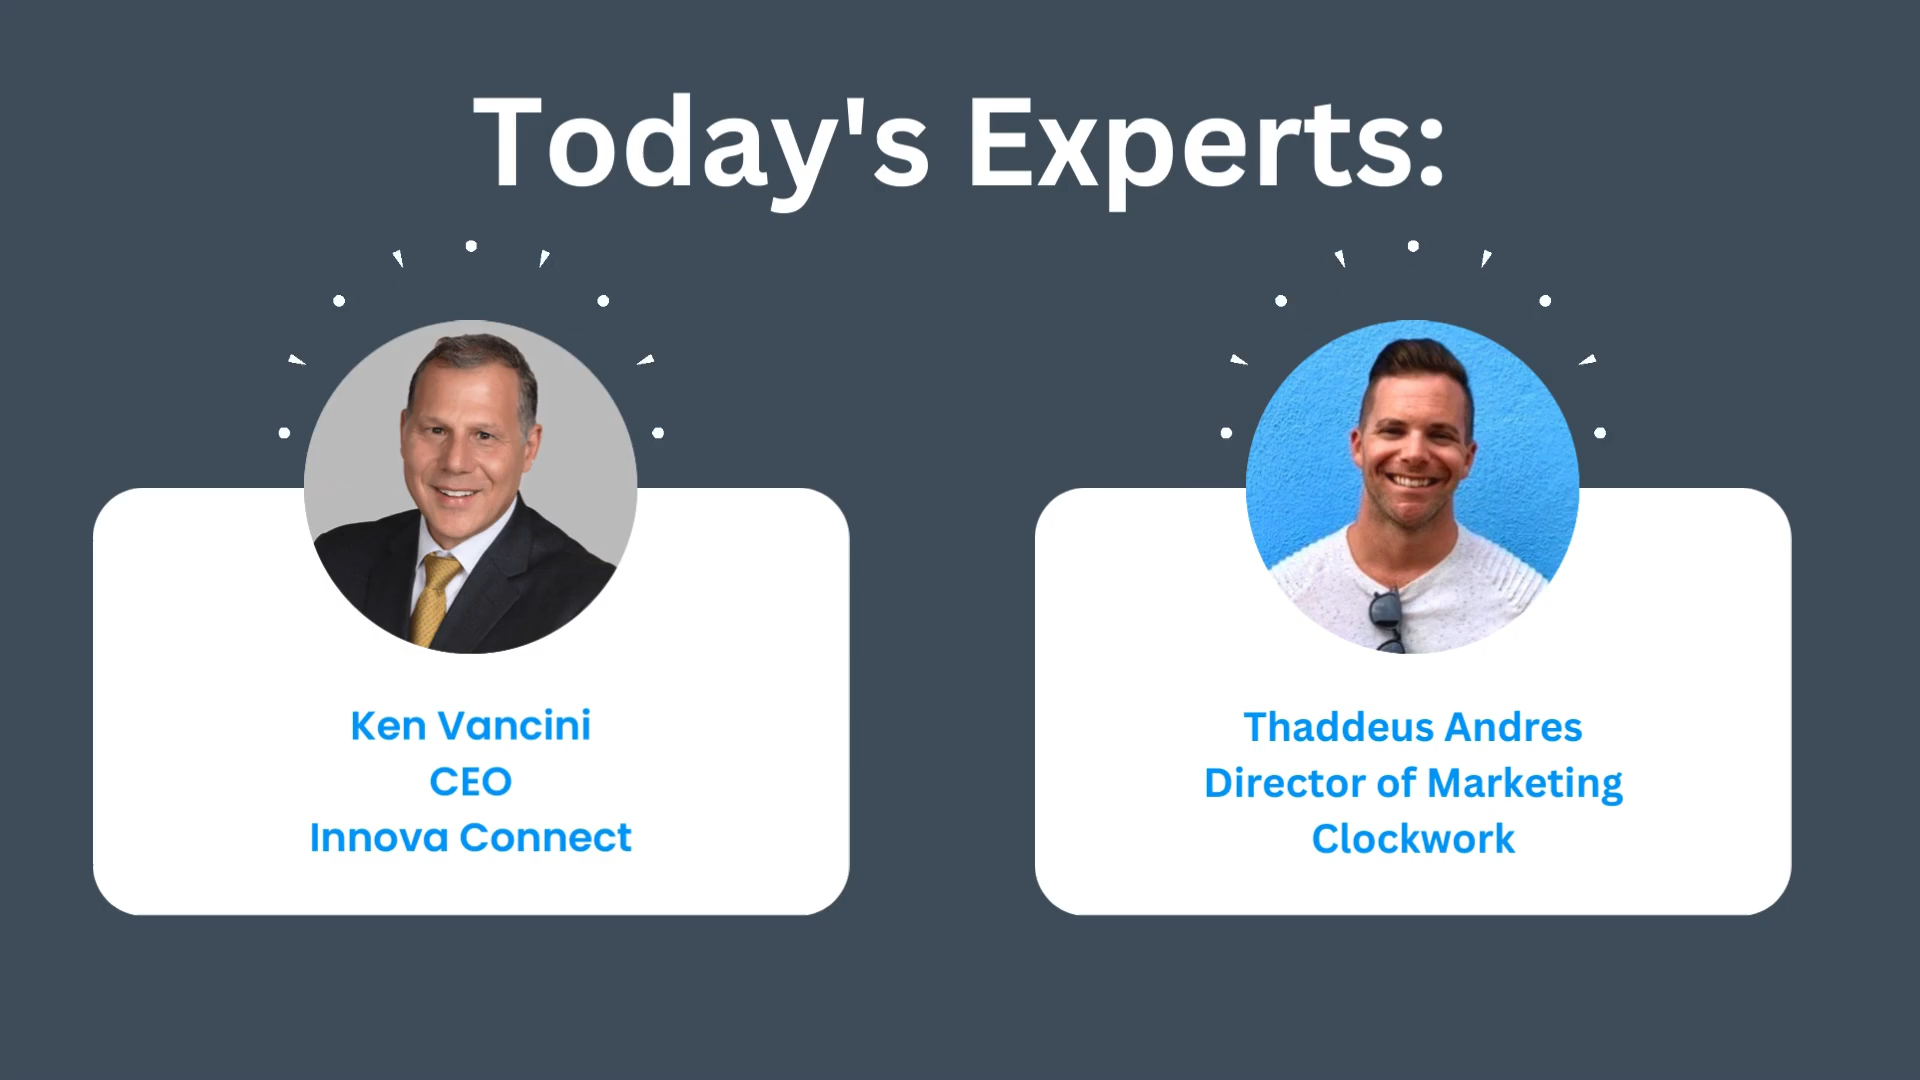 Today's Experts:
Ken Vancini
CEO
Innova Connect
Thaddeus Andres
Director of Marketing
Clockwork